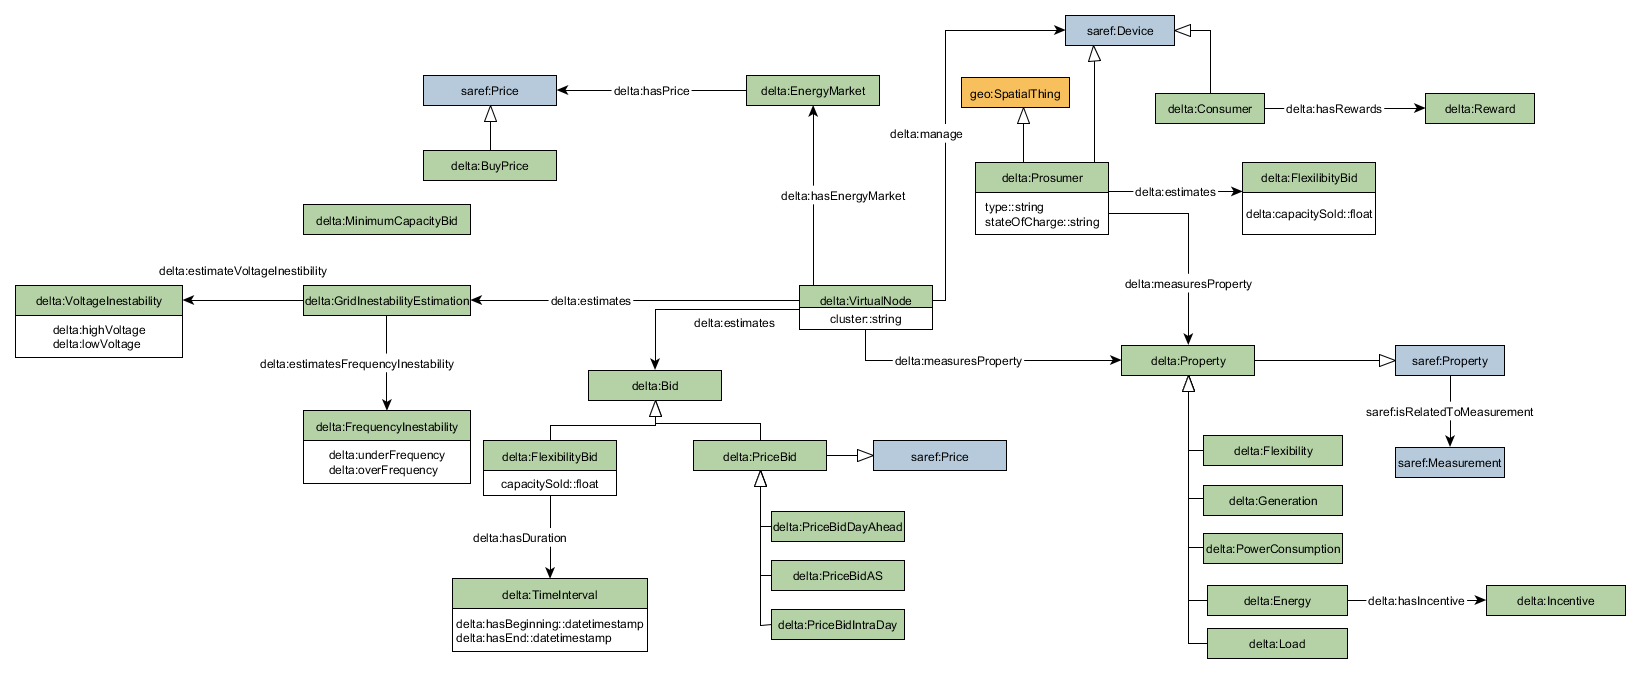 saref:Device
saref:Price
delta:hasPrice
delta:EnergyMarket
geo:SpatialThing
delta:Consumer
delta:hasRewards
delta:Reward
delta:manage
delta:BuyPrice
delta:Prosumer
type::string
stateOfCharge::string
delta:estimates
delta:FlexilibityBid
delta:capacitySold::float
delta:hasEnergyMarket
delta:MinimumCapacityBid
delta:estimateVoltageInestibility
delta:measuresProperty
delta:VoltageInestability
delta:highVoltage
delta:lowVoltage
delta:GridInestabilityEstimation
delta:estimates
delta:VirtualNode
cluster::string
delta:estimates
delta:estimatesFrequencyInestability
delta:measuresProperty
delta:Property
saref:Property
delta:Bid
saref:isRelatedToMeasurement
delta:FrequencyInestability
delta:underFrequency
delta:overFrequency
delta:FlexibilityBid
capacitySold::float
delta:PriceBid
saref:Price
delta:Flexibility
saref:Measurement
delta:Generation
delta:PriceBidDayAhead
delta:hasDuration
delta:PowerConsumption
delta:PriceBidAS
delta:TimeInterval
delta:hasBeginning::datetimestamp
delta:hasEnd::datetimestamp
delta:Energy
delta:hasIncentive
delta:Incentive
delta:PriceBidIntraDay
delta:Load